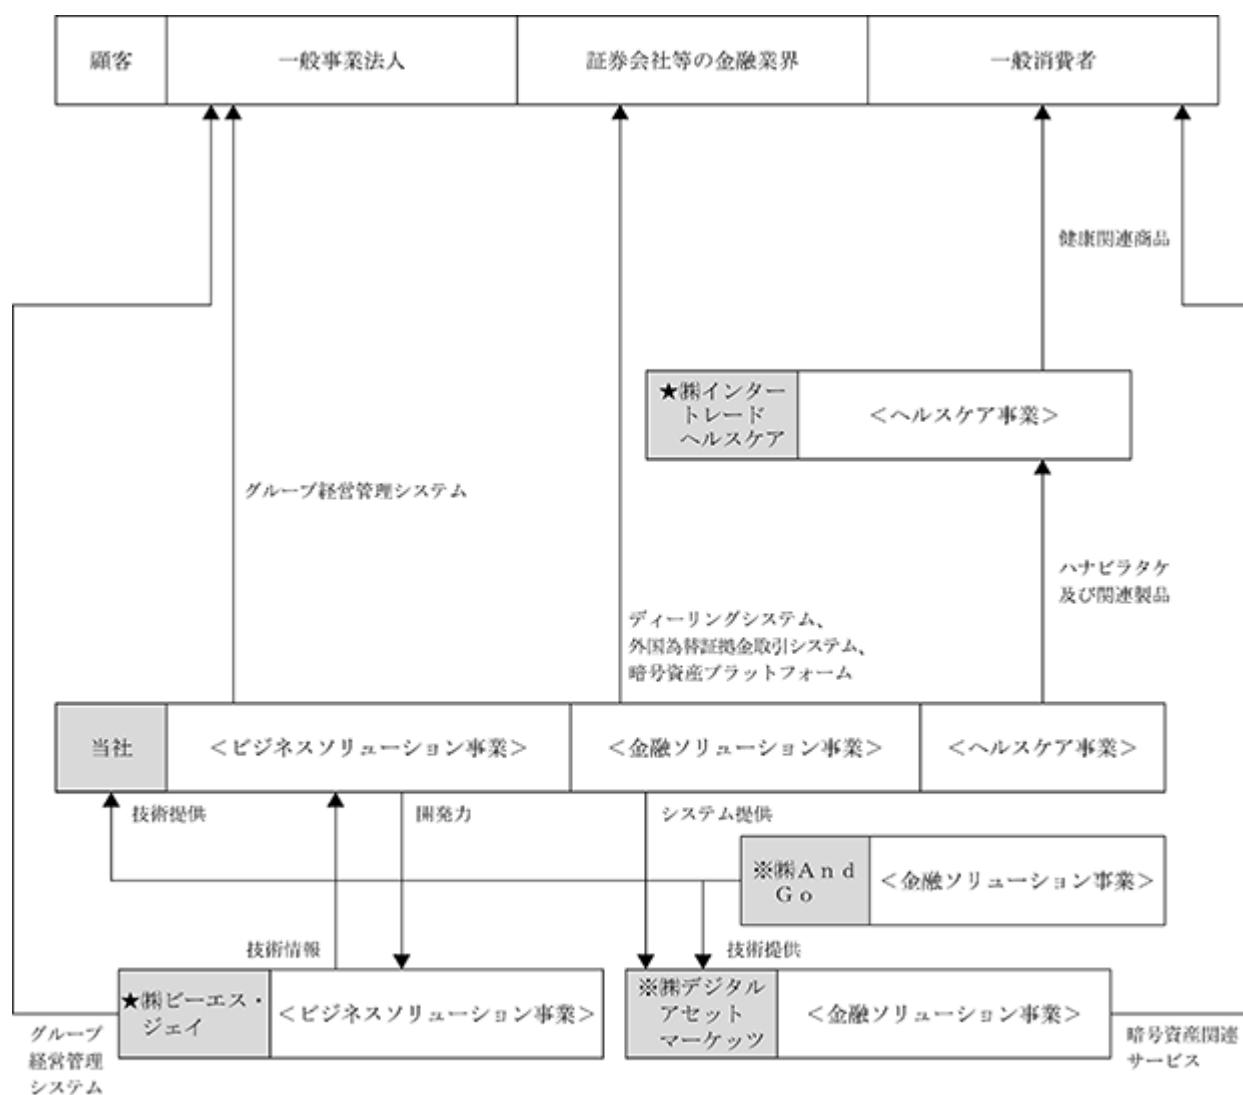 顧客
一般事業法人
証券会社等の金融業界
一般消費者
健康関連商品
★㈱インター
トレード
ヘルスケア
＜ヘルスケア事業＞
グループ経営管理システム
ハナビラタケ
及び関連製品
ディーリングシステム、
外国為替証拠金取引システム、
暗号資産プラットフォーム
当社
＜ビジネスソリューション事業＞
＜金融ソリューション事業＞
＜ヘルスケア事業＞
技術提供
開発力
システム提供
※㈱Ａｎｄ
Ｇｏ
＜金融ソリューション事業＞
技術情報
技術提供
★㈱ビーエス・
ジェイ
＜ビジネスソリューション事業＞
※㈱デジタル
アセット
マーケッツ
＜金融ソリューション事業＞
グループ
経営管理
システム
暗号資産関連
サービス